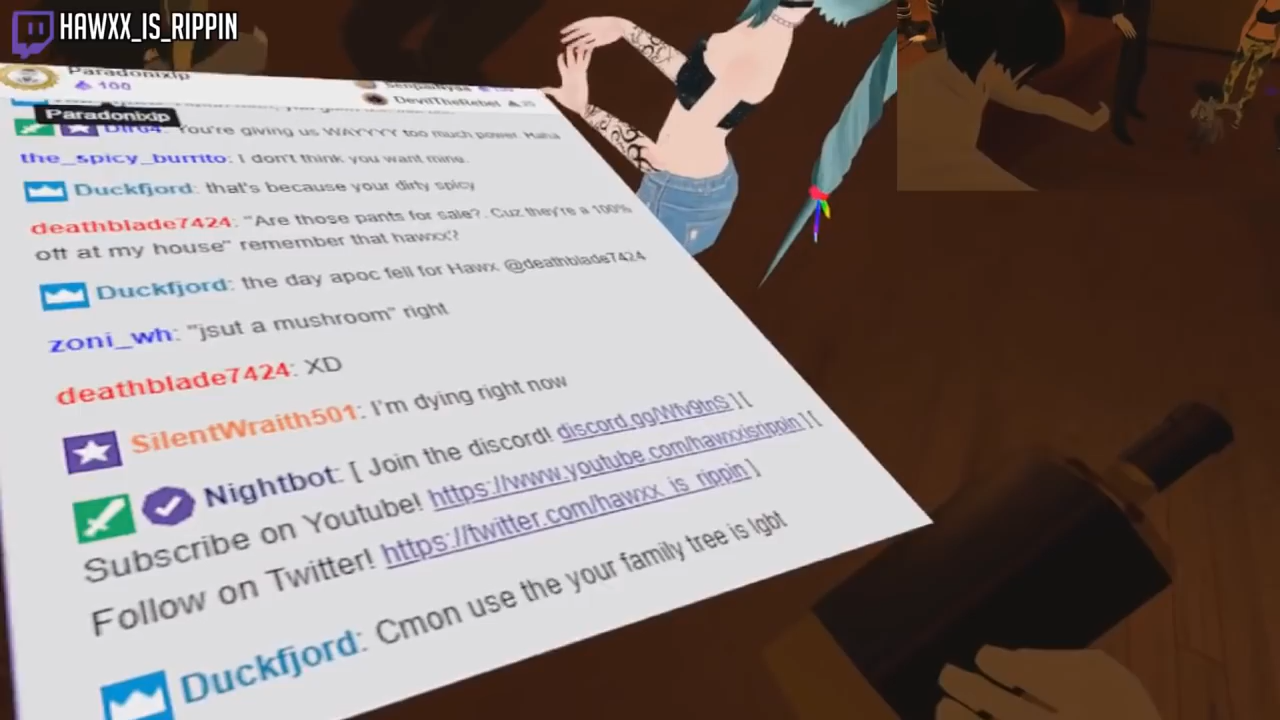 HAWXX_IS_RIPPIN
Paradonixlp
100
DevilTheRebel
Paradonixlp
You're giving us WAYYYY too much power. Haha
the_spicy_burrito: I don't think you want mine.
Duckfjord: that's because your dirty spicy
deathblade7424: "Are those pants for sale?. Cuz they're a 100%
off at my house" remember that hawxx'?
Duckfjord: the day apoc fell for Hawx @deathblade7424
zoni_wh: "jsut a mushroom" right
deathblade7424: XD
SilentWraith501: I'm dying right now
Nightbot: [ Join the discord! discord.gg/Wfv9tnS ] [
Subscribe on Youtube! https://www.youtube.com/hawxxisrippin ] [
Follow on Twitter! https://twitter.com/hawxx_is_rippin ]
Duckfjord: Cmon use the your family tree is lgbt